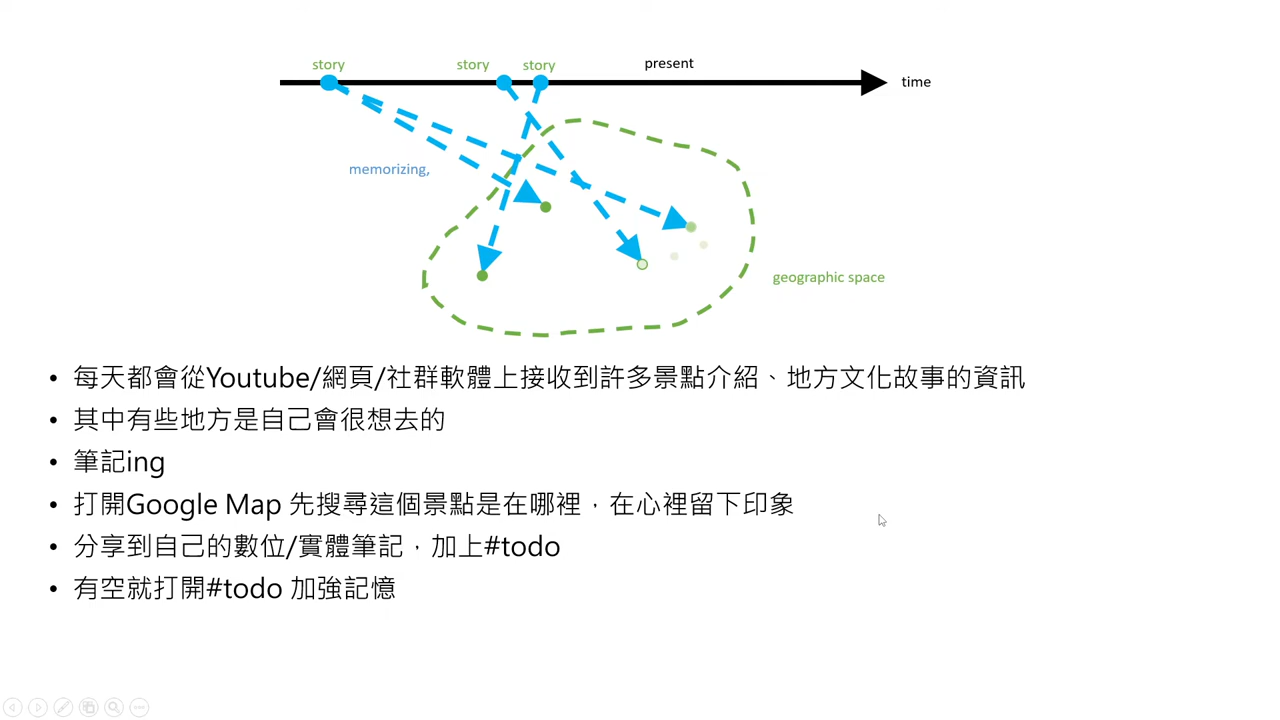 story
story
story
present
time
memorizing,
geographic space
• 每天都會從Youtube/網頁/社群軟體上接收到許多景點介紹、地方文化故事的資訊
• 其中有些地方是自己會很想去的
• 筆記ing
• 打開Google Map 先搜尋這個景點是在哪裡，在心裡留下印象
• 分享到自己的數位/實體筆記，加上#todo
• 有空就打開#todo 加強記憶